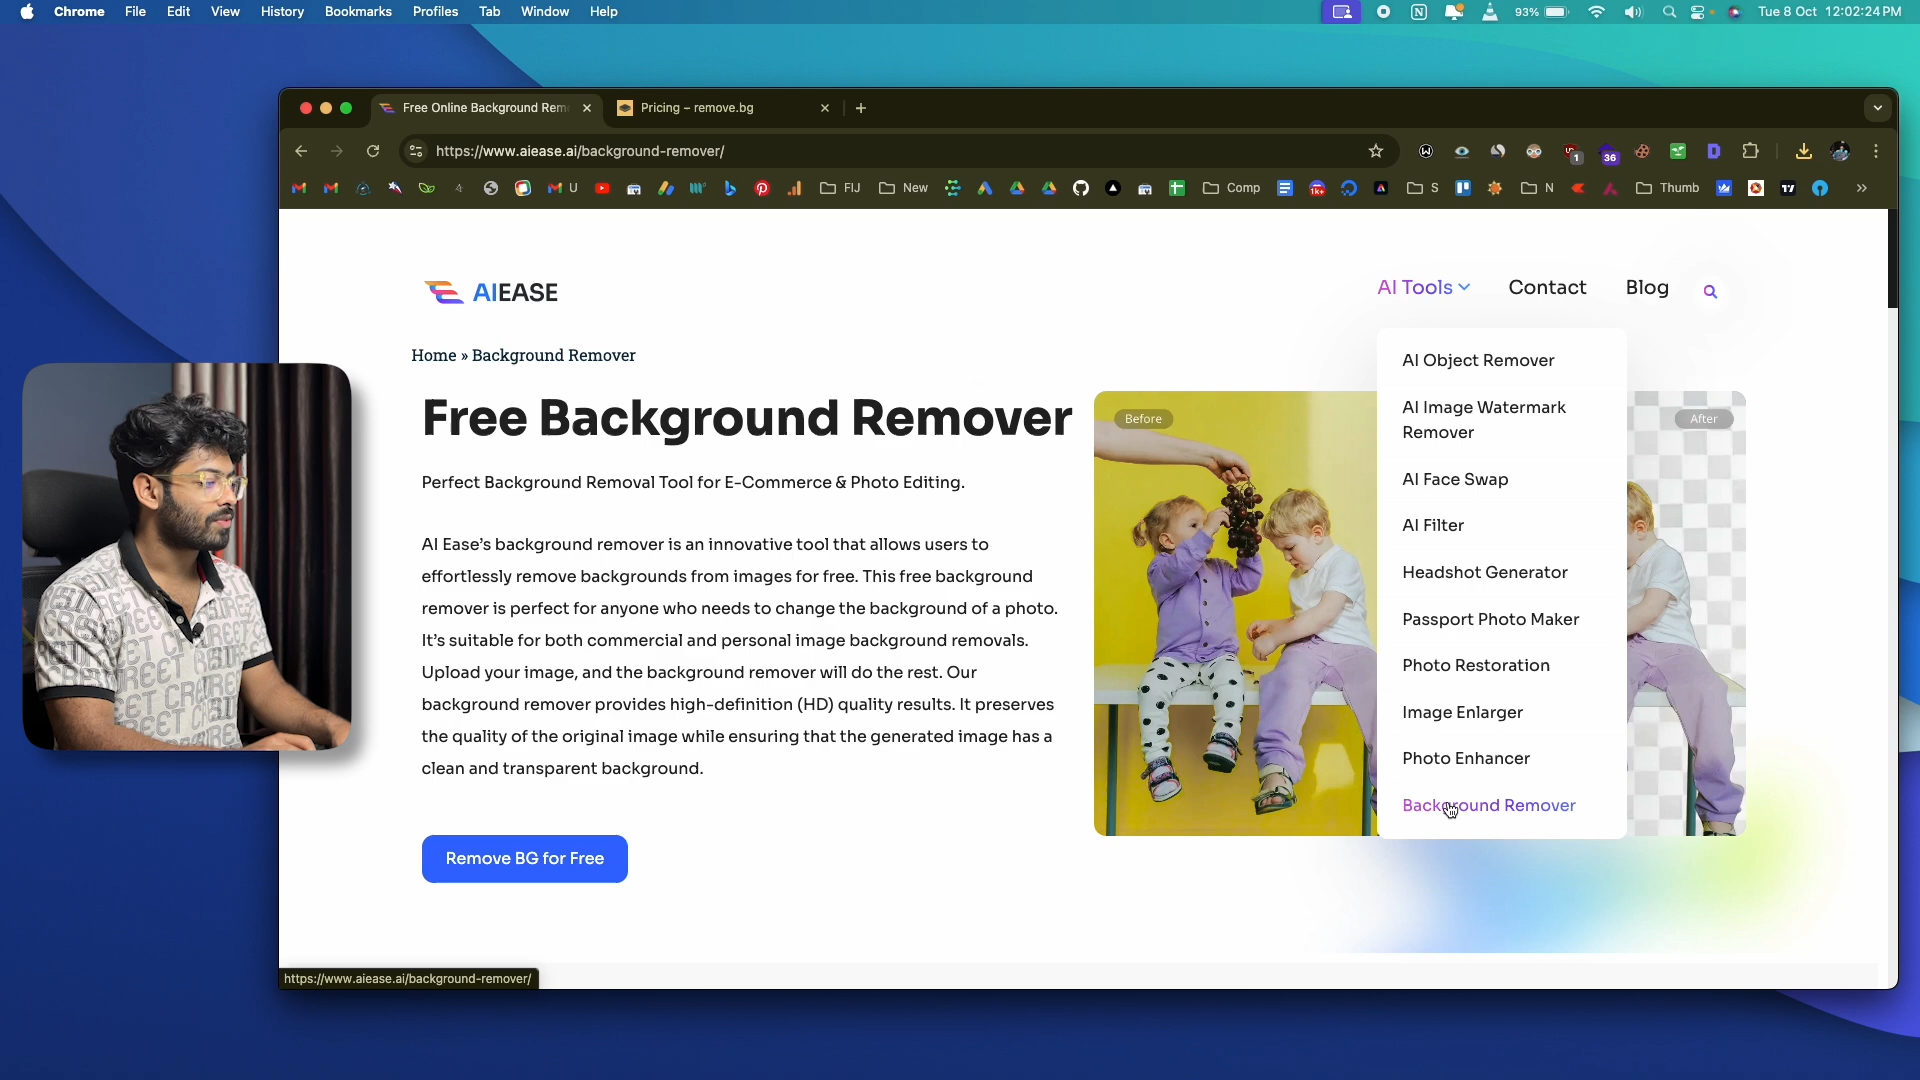 Chrome File Edit View History Bookmarks Profiles Tab Window Help
93% Tue 8 Oct 12:02:24 PM
Free Online Background Rem
Pricing – remove.bg
https://www.aiease.ai/background-remover/
1
36
U
FIJ
New
Comp
1k+
S
N
Thumb
AIEASE
AI Tools
Contact
Blog
Home » Background Remover
Free Background Remover
Perfect Background Removal Tool for E-Commerce & Photo Editing.
AI Ease's background remover is an innovative tool that allows users to
effortlessly remove backgrounds from images for free. This free background
remover is perfect for anyone who needs to change the background of a photo.
It's suitable for both commercial and personal image background removals.
Upload your image, and the background remover will do the rest. Our
background remover provides high-definition (HD) quality results. It preserves
the quality of the original image while ensuring that the generated image has a
clean and transparent background.
Remove BG for Free
Before
After
AI Object Remover
AI Image Watermark
Remover
AI Face Swap
AI Filter
Headshot Generator
Passport Photo Maker
Photo Restoration
Image Enlarger
Photo Enhancer
Background Remover
https://www.aiease.ai/background-remover/